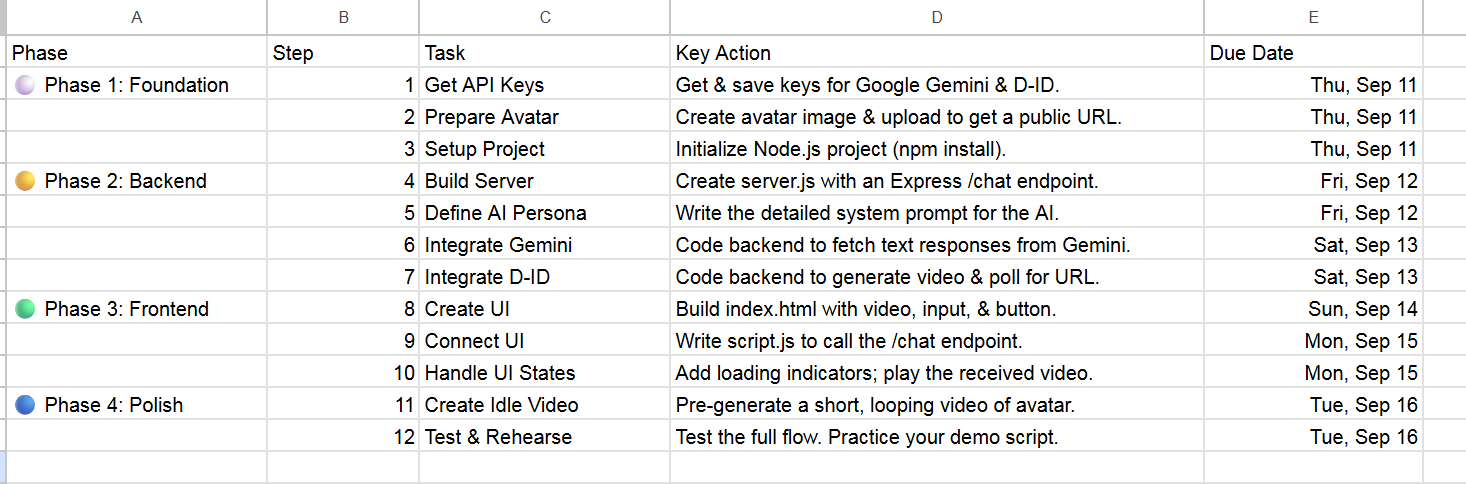 A B C D E
Phase Step Task Key Action Due Date
Phase 1: Foundation 1 Get API Keys Get & save keys for Google Gemini & D-ID. Thu, Sep 11
2 Prepare Avatar Create avatar image & upload to get a public URL. Thu, Sep 11
3 Setup Project Initialize Node.js project (npm install). Thu, Sep 11
Phase 2: Backend 4 Build Server Create server.js with an Express /chat endpoint. Fri, Sep 12
5 Define AI Persona Write the detailed system prompt for the AI. Fri, Sep 12
6 Integrate Gemini Code backend to fetch text responses from Gemini. Sat, Sep 13
7 Integrate D-ID Code backend to generate video & poll for URL. Sat, Sep 13
Phase 3: Frontend 8 Create UI Build index.html with video, input, & button. Sun, Sep 14
9 Connect UI Write script.js to call the /chat endpoint. Mon, Sep 15
10 Handle UI States Add loading indicators; play the received video. Mon, Sep 15
Phase 4: Polish 11 Create Idle Video Pre-generate a short, looping video of avatar. Tue, Sep 16
12 Test & Rehearse Test the full flow. Practice your demo script. Tue, Sep 16